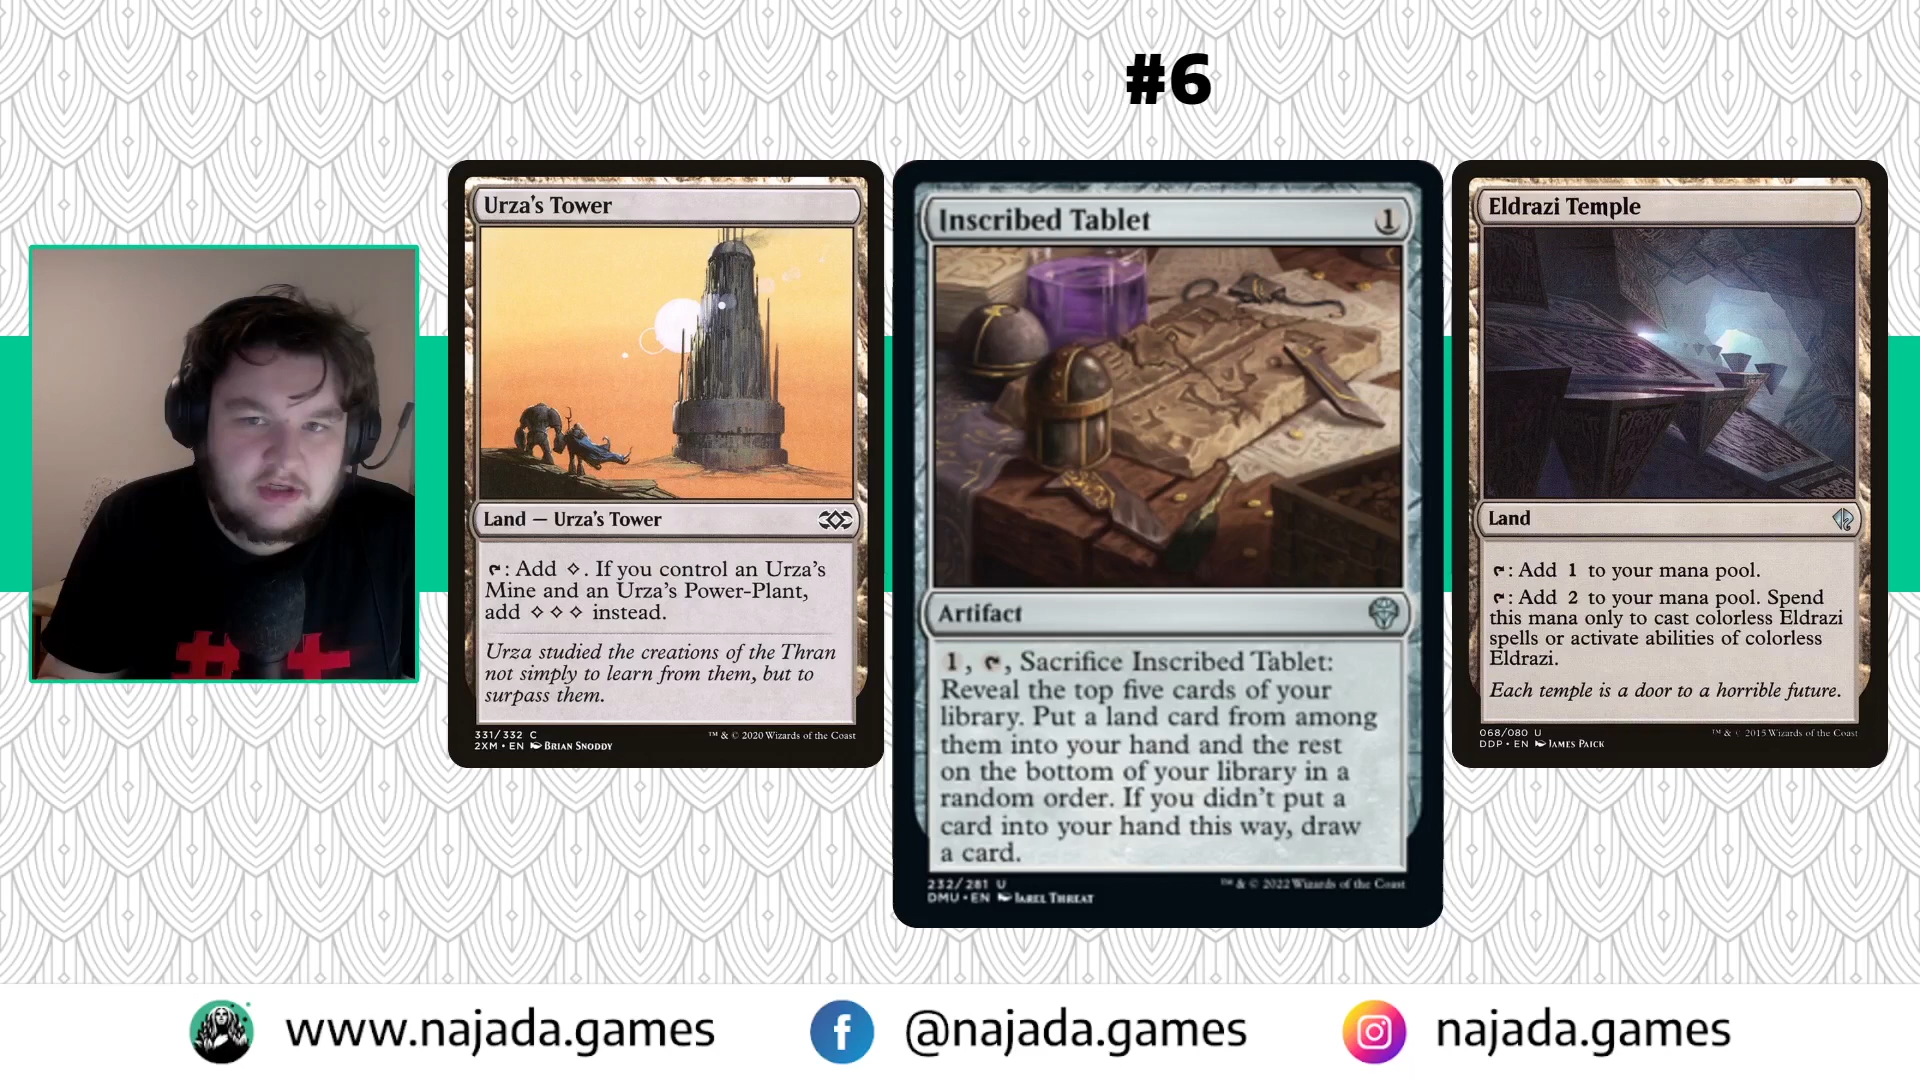 #6
Urza's Tower
Land — Urza's Tower
: Add . If you control an Urza's
Mine and an Urza's Power-Plant,
add instead.
Urza studied the creations of the Thran
not simply to learn from them, but to
surpass them.
331/332 C
2XM • EN Brian Snoddy
™ & © 2020 Wizards of the Coast
Inscribed Tablet 1
Artifact
1, , Sacrifice Inscribed Tablet:
Reveal the top five cards of your
library. Put a land card from among
them into your hand and the rest
on the bottom of your library in a
random order. If you didn't put a
card into your hand this way, draw
a card.
232/281 U
DMU • EN Jarel Threat
™ & © 2022 Wizards of the Coast
Eldrazi Temple
Land
: Add 1 to your mana pool.
: Add 2 to your mana pool. Spend
this mana only to cast colorless Eldrazi
spells or activate abilities of colorless
Eldrazi.
Each temple is a door to a horrible future.
068/080 U
DDP • EN James Paick
™ & © 2015 Wizards of the Coast
www.najada.games
@najada.games
najada.games